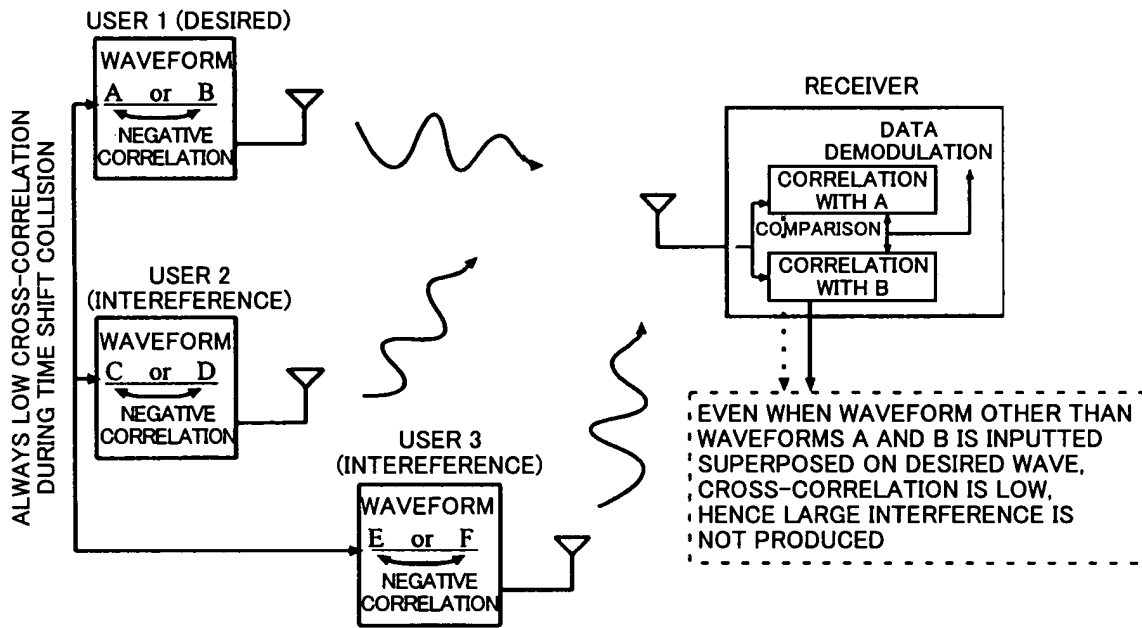 USER 1 (DESIRED)
WAVEFORM
A or B
NEGATIVE
CORRELATION
ALWAYS LOW CROSS-CORRELATION
DURING TIME SHIFT COLLISION
USER 2
(INTEREFERENCE)
WAVEFORM
C or D
NEGATIVE
CORRELATION
USER 3
(INTEREFERENCE)
WAVEFORM
E or F
NEGATIVE
CORRELATION
RECEIVER
DATA
DEMODULATION
CORRELATION
WITH A
COMPARISON
CORRELATION
WITH B
EVEN WHEN WAVEFORM OTHER THAN
WAVEFORMS A AND B IS INPUTTED
SUPERPOSED ON DESIRED WAVE,
CROSS-CORRELATION IS LOW,
HENCE LARGE INTERFERENCE IS
NOT PRODUCED